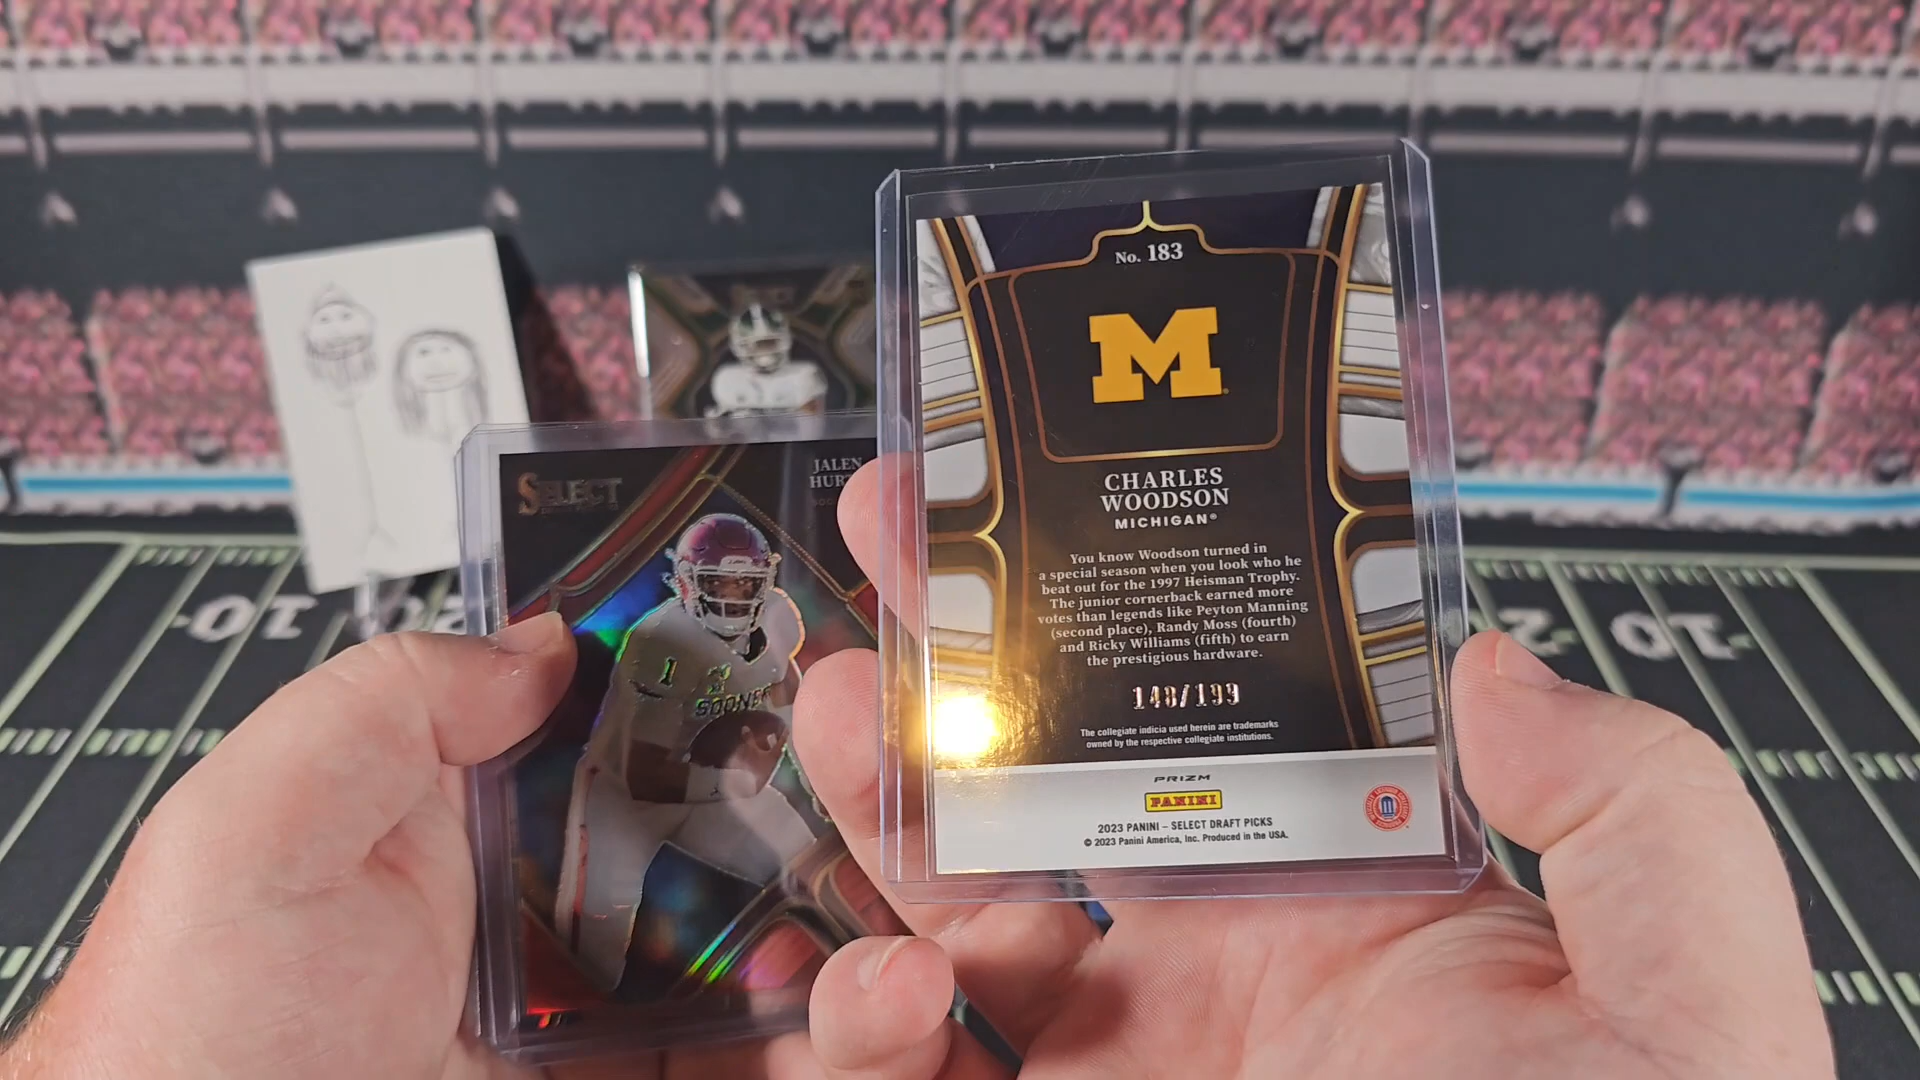 SELECT
JALEN
1
SOONERS
No. 183
M
CHARLES
WOODSON
MICHIGAN®
You know Woodson turned in
a special season when you look who he
beat out for the 1997 Heisman Trophy.
The junior cornerback earned more
votes than legends like Peyton Manning
(second place), Randy Moss (fourth)
and Ricky Williams (fifth) to earn
the prestigious hardware.
148/199
The collegiate indicia used herein are trademarks
owned by the respective collegiate institutions.
PRIZM
PANINI
2023 PANINI – SELECT DRAFT PICKS
© 2023 Panini America, Inc. Produced in the USA.